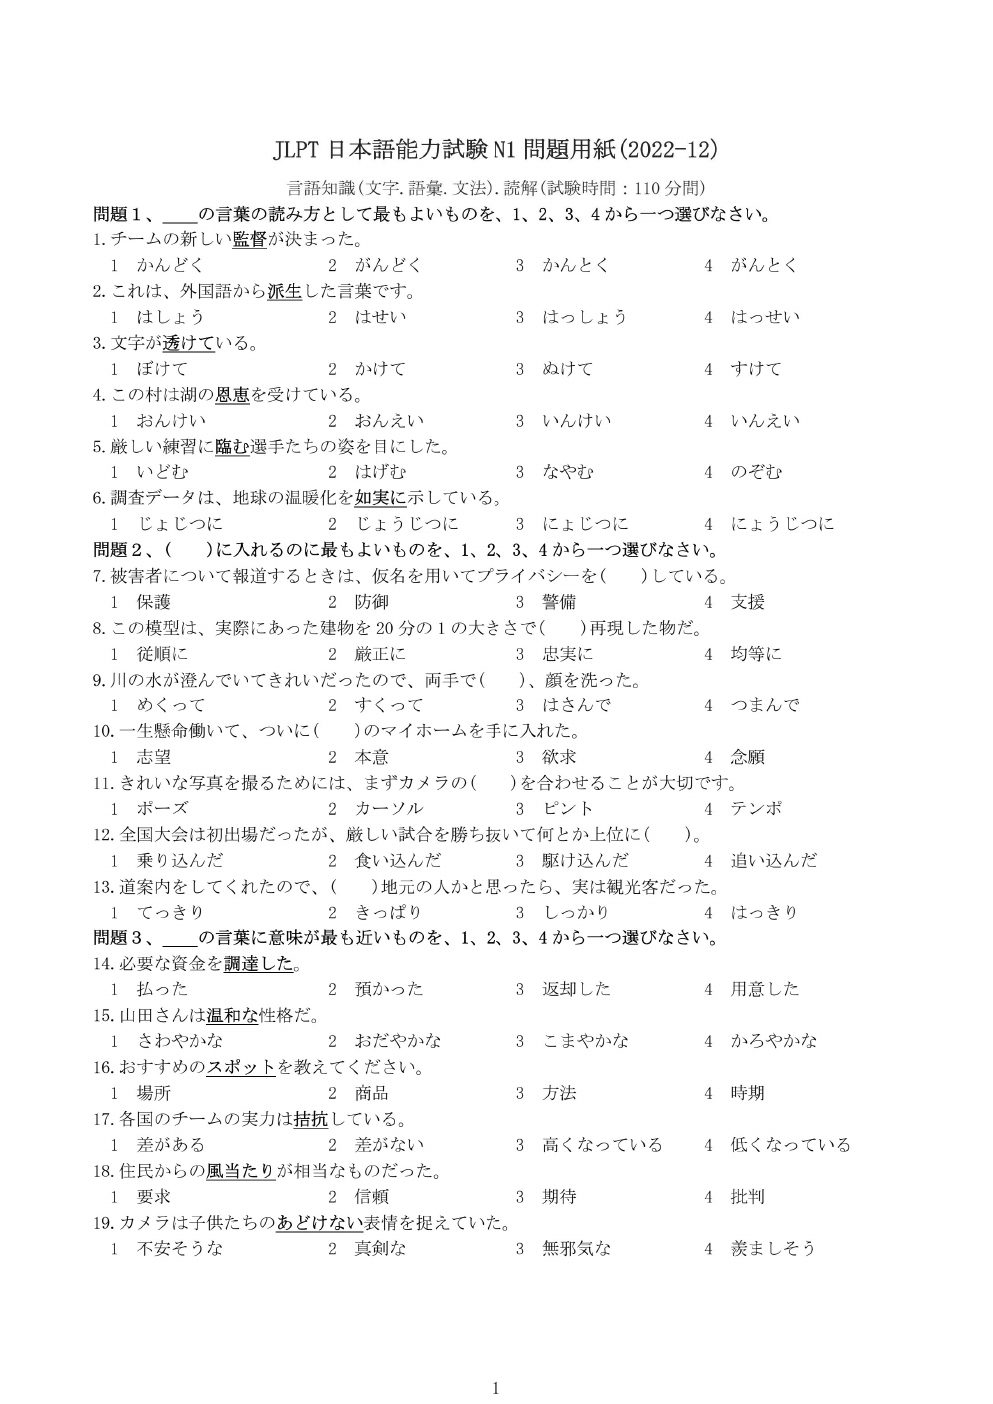 JLPT 日本語能力試験 N1 問題用紙(2022-12)
言語知識(文字.語彙.文法).読解(試験時間：110 分間)
問題１、____の言葉の読み方として最もよいものを、1、2、3、4 から一つ選びなさい。
1.チームの新しい監督が決まった。
1 かんどく 2 がんどく 3 かんとく 4 がんとく
2.これは、外国語から派生した言葉です。
1 はしょう 2 はせい 3 はっしょう 4 はっせい
3.文字が透けている。
1 ぼけて 2 かけて 3 ぬけて 4 すけて
4.この村は湖の恩恵を受けている。
1 おんけい 2 おんえい 3 いんけい 4 いんえい
5.厳しい練習に臨む選手たちの姿を目にした。
1 いどむ 2 はげむ 3 なやむ 4 のぞむ
6.調査データは、地球の温暖化を如実に示している。
1 じょじつに 2 じょうじつに 3 にょじつに 4 にょうじつに
問題２、(　　)に入れるのに最もよいものを、1、2、3、4 から一つ選びなさい。
7.被害者について報道するときは、仮名を用いてプライバシーを(　　)している。
1 保護 2 防御 3 警備 4 支援
8.この模型は、実際にあった建物を 20 分の 1 の大きさで(　　)再現した物だ。
1 従順に 2 厳正に 3 忠実に 4 均等に
9.川の水が澄んでいてきれいだったので、両手で(　　)、顔を洗った。
1 めくって 2 すくって 3 はさんで 4 つまんで
10.一生懸命働いて、ついに(　　)のマイホームを手に入れた。
1 志望 2 本意 3 欲求 4 念願
11.きれいな写真を撮るためには、まずカメラの(　　)を合わせることが大切です。
1 ポーズ 2 カーソル 3 ピント 4 テンポ
12.全国大会は初出場だったが、厳しい試合を勝ち抜いて何とか上位に(　　)。
1 乗り込んだ 2 食い込んだ 3 駆け込んだ 4 追い込んだ
13.道案内をしてくれたので、(　　)地元の人かと思ったら、実は観光客だった。
1 てっきり 2 きっぱり 3 しっかり 4 はっきり
問題３、____の言葉に意味が最も近いものを、1、2、3、4 から一つ選びなさい。
14.必要な資金を調達した。
1 払った 2 預かった 3 返却した 4 用意した
15.山田さんは温和な性格だ。
1 さわやかな 2 おだやかな 3 こまやかな 4 かろやかな
16.おすすめのスポットを教えてください。
1 場所 2 商品 3 方法 4 時期
17.各国のチームの実力は拮抗している。
1 差がある 2 差がない 3 高くなっている 4 低くなっている
18.住民からの風当たりが相当なものだった。
1 要求 2 信頼 3 期待 4 批判
19.カメラは子供たちのあどけない表情を捉えていた。
1 不安そうな 2 真剣な 3 無邪気な 4 羨ましそう
1